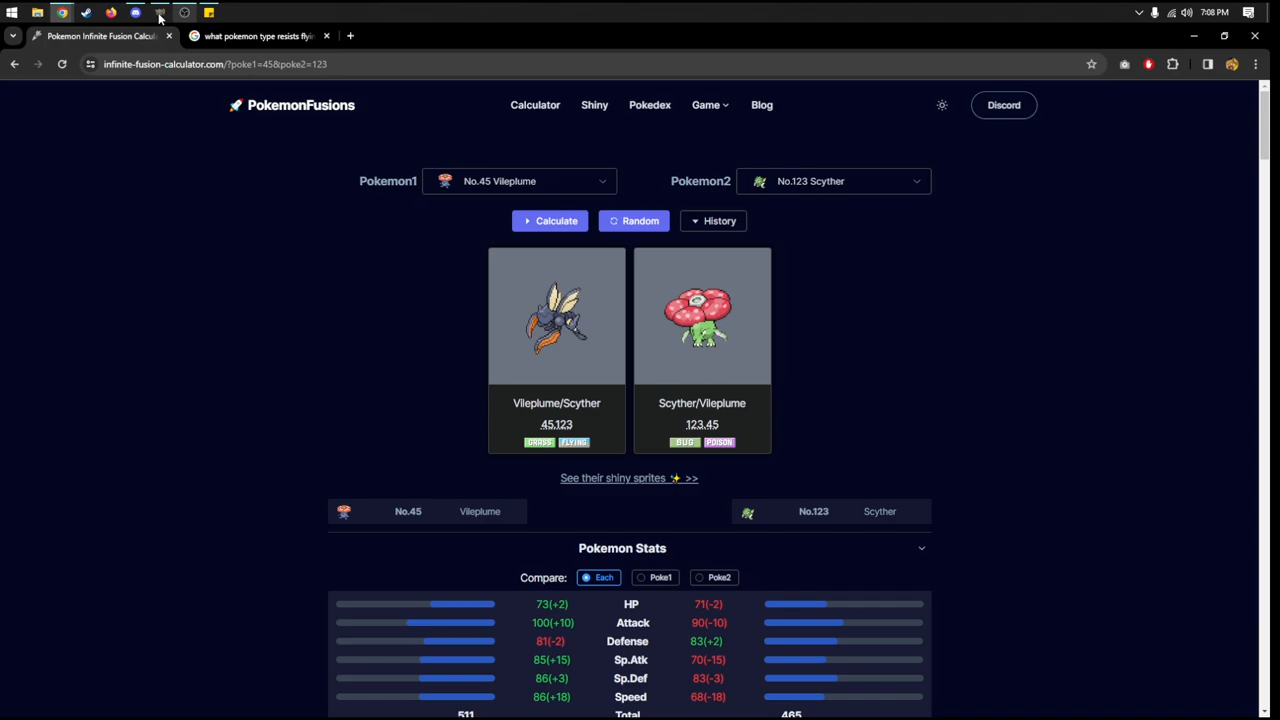 7:08 PM
Pokemon Infinite Fusion Calcul
what pokemon type resists flyin
infinite-fusion-calculator.com/?poke1=45&poke2=123
PokemonFusions
Calculator Shiny Pokedex Game Blog
Discord
Pokemon1 No.45 Vileplume Pokemon2 No.123 Scyther
Calculate Random History
Vileplume/Scyther Scyther/Vileplume
45.123 123.45
GRASS FLYING BUG POISON
See their shiny sprites ✨ >>
No.45 Vileplume No.123 Scyther
Pokemon Stats
Compare: Each Poke1 Poke2
73(+2) HP 71(-2)
100(+10) Attack 90(-10)
81(-2) Defense 83(+2)
85(+15) Sp.Atk 70(-15)
86(+3) Sp.Def 83(-3)
86(+18) Speed 68(-18)
511 Total 465